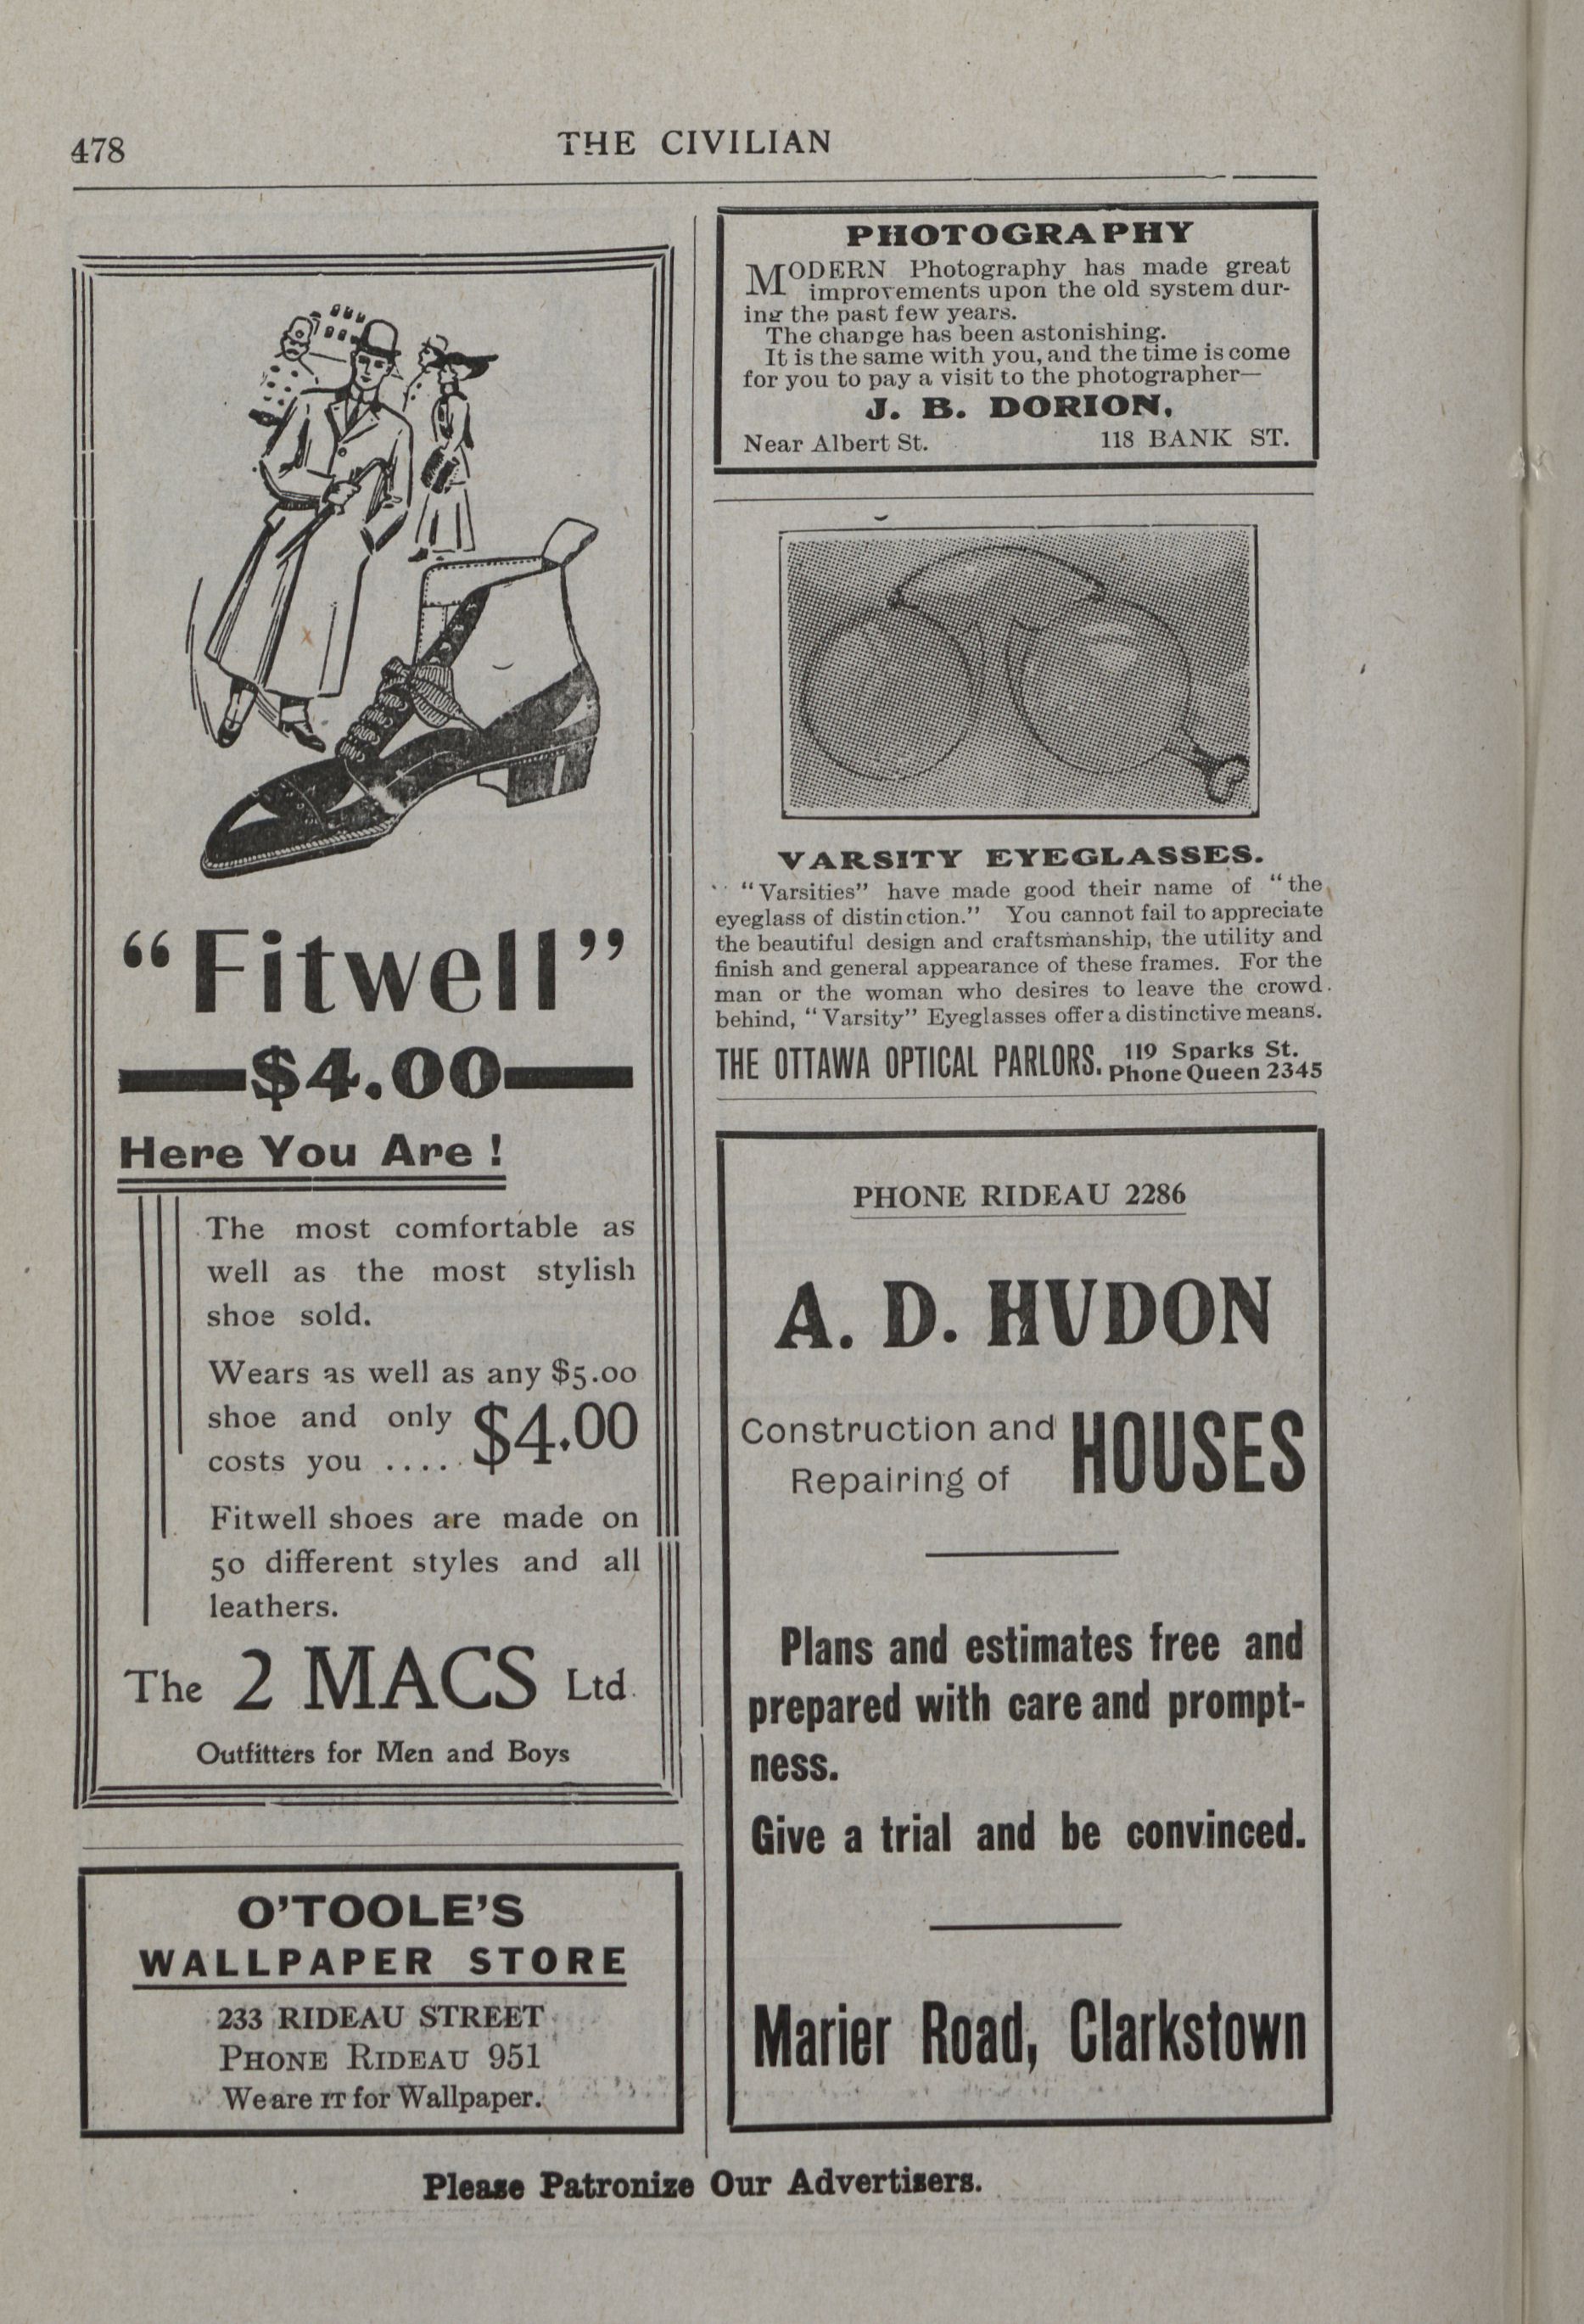 478
THE CIVILIAN
"Fitwell"
$4.00
Here You Are !
The most comfortable as
well as the most stylish
shoe sold.
Wears as well as any $5.00
shoe and only $4.00
costs you .....
Fitwell shoes are made on
50 different styles and all
leathers.
The 2 MACS Ltd.
Outfitters for Men and Boys
O'TOOLE'S
WALLPAPER STORE
233 RIDEAU STREET
PHONE RIDEAU 951
We are IT for Wallpaper.
PHOTOGRAPHY
MODERN Photography has made great
improvements upon the old system dur-
ing the past few years.
The change has been astonishing.
It is the same with you, and the time is come
for you to pay a visit to the photographer—
J. B. DORION.
Near Albert St. 118 BANK ST.
VARSITY EYEGLASSES.
"Varsities" have made good their name of "the
eyeglass of distinction." You cannot fail to appreciate
the beautiful design and craftsmanship, the utility and
finish and general appearance of these frames. For the
man or the woman who desires to leave the crowd
behind, "Varsity" Eyeglasses offer a distinctive means.
THE OTTAWA OPTICAL PARLORS. 119 Sparks St.
Phone Queen 2345
PHONE RIDEAU 2286
A. D. HVDON
Construction and HOUSES
Repairing of
Plans and estimates free and
prepared with care and prompt-
ness.
Give a trial and be convinced.
Marier Road, Clarkstown
Please Patronize Our Advertisers.